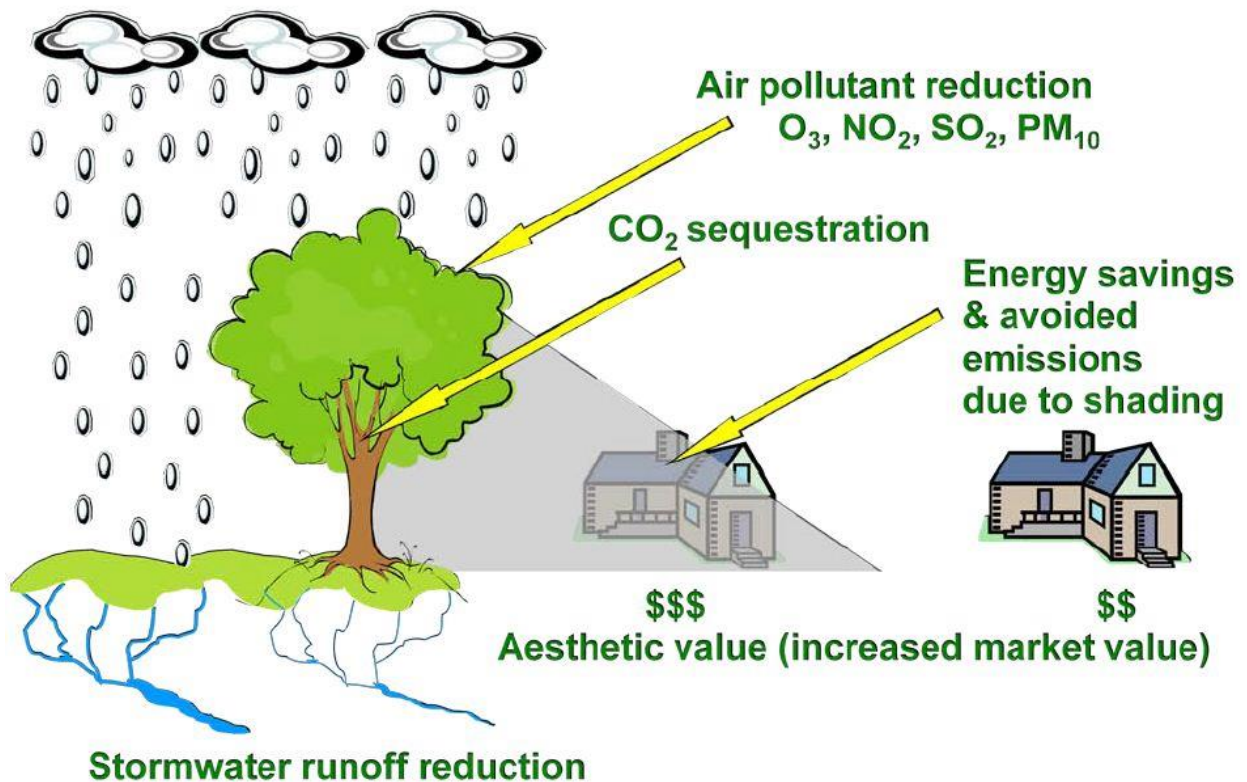 Air pollutant reduction
O₃, NO₂, SO₂, PM₁₀
CO₂ sequestration
Energy savings
& avoided
emissions
due to shading
$$$
$$
Aesthetic value (increased market value)
Stormwater runoff reduction